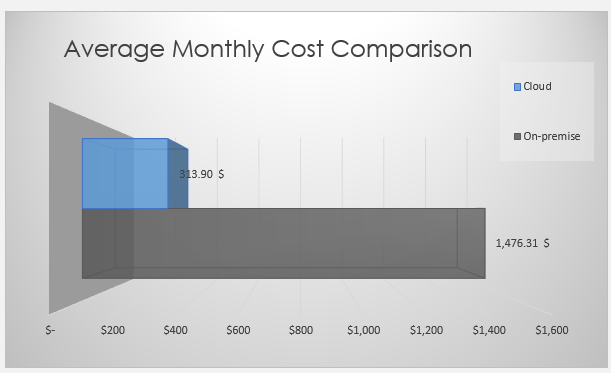 Average Monthly Cost Comparison
Cloud
On-premise
313.90 $
1,476.31 $
$- $200 $400 $600 $800 $1,000 $1,200 $1,400 $1,600